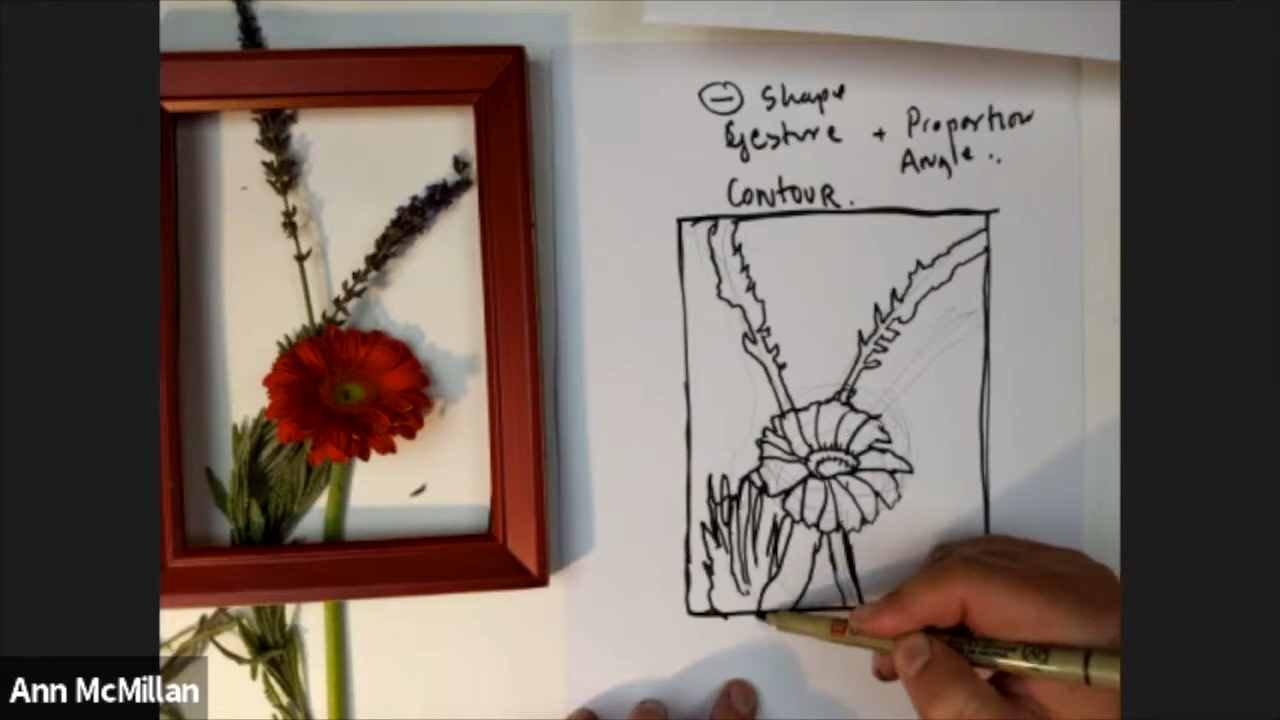 ⊖ Shape
Gesture + Proportion
Angle..
Contour.
Ann McMillan